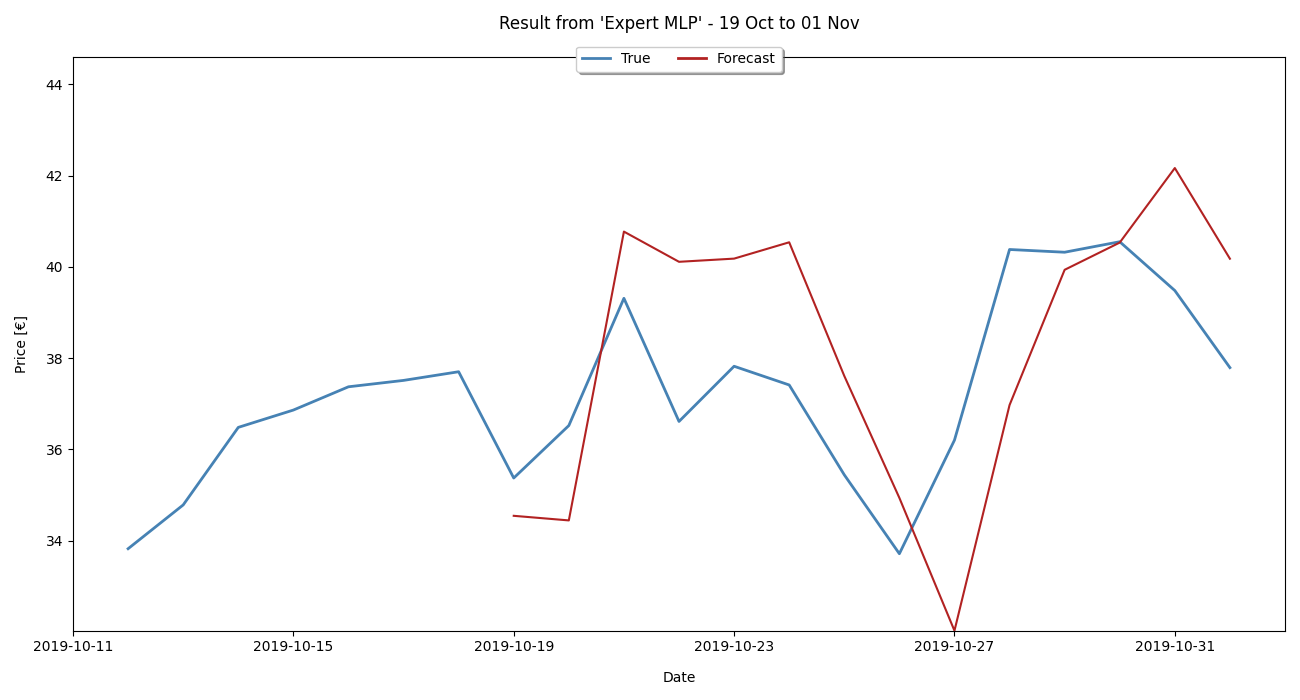 Result from 'Expert MLP' - 19 Oct to 01 Nov
True Forecast
44
42
40
38
36
34
Price [€]
2019-10-11 2019-10-15 2019-10-19 2019-10-23 2019-10-27 2019-10-31
Date